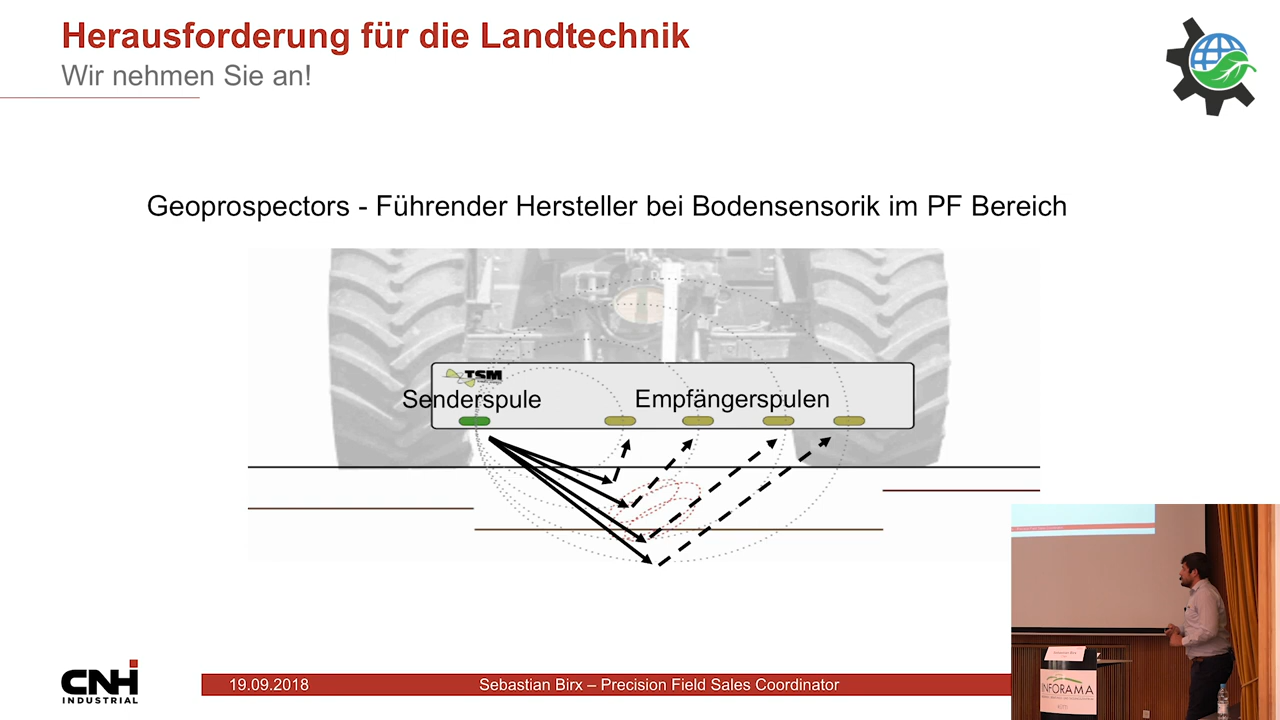 Herausforderung für die Landtechnik
Wir nehmen Sie an!
Geoprospectors - Führender Hersteller bei Bodensensorik im PF Bereich
TSM
Senderspule
Empfängerspulen
CNH
INDUSTRIAL
19.09.2018
Sebastian Birx – Precision Field Sales Coordinator
INFORAMA